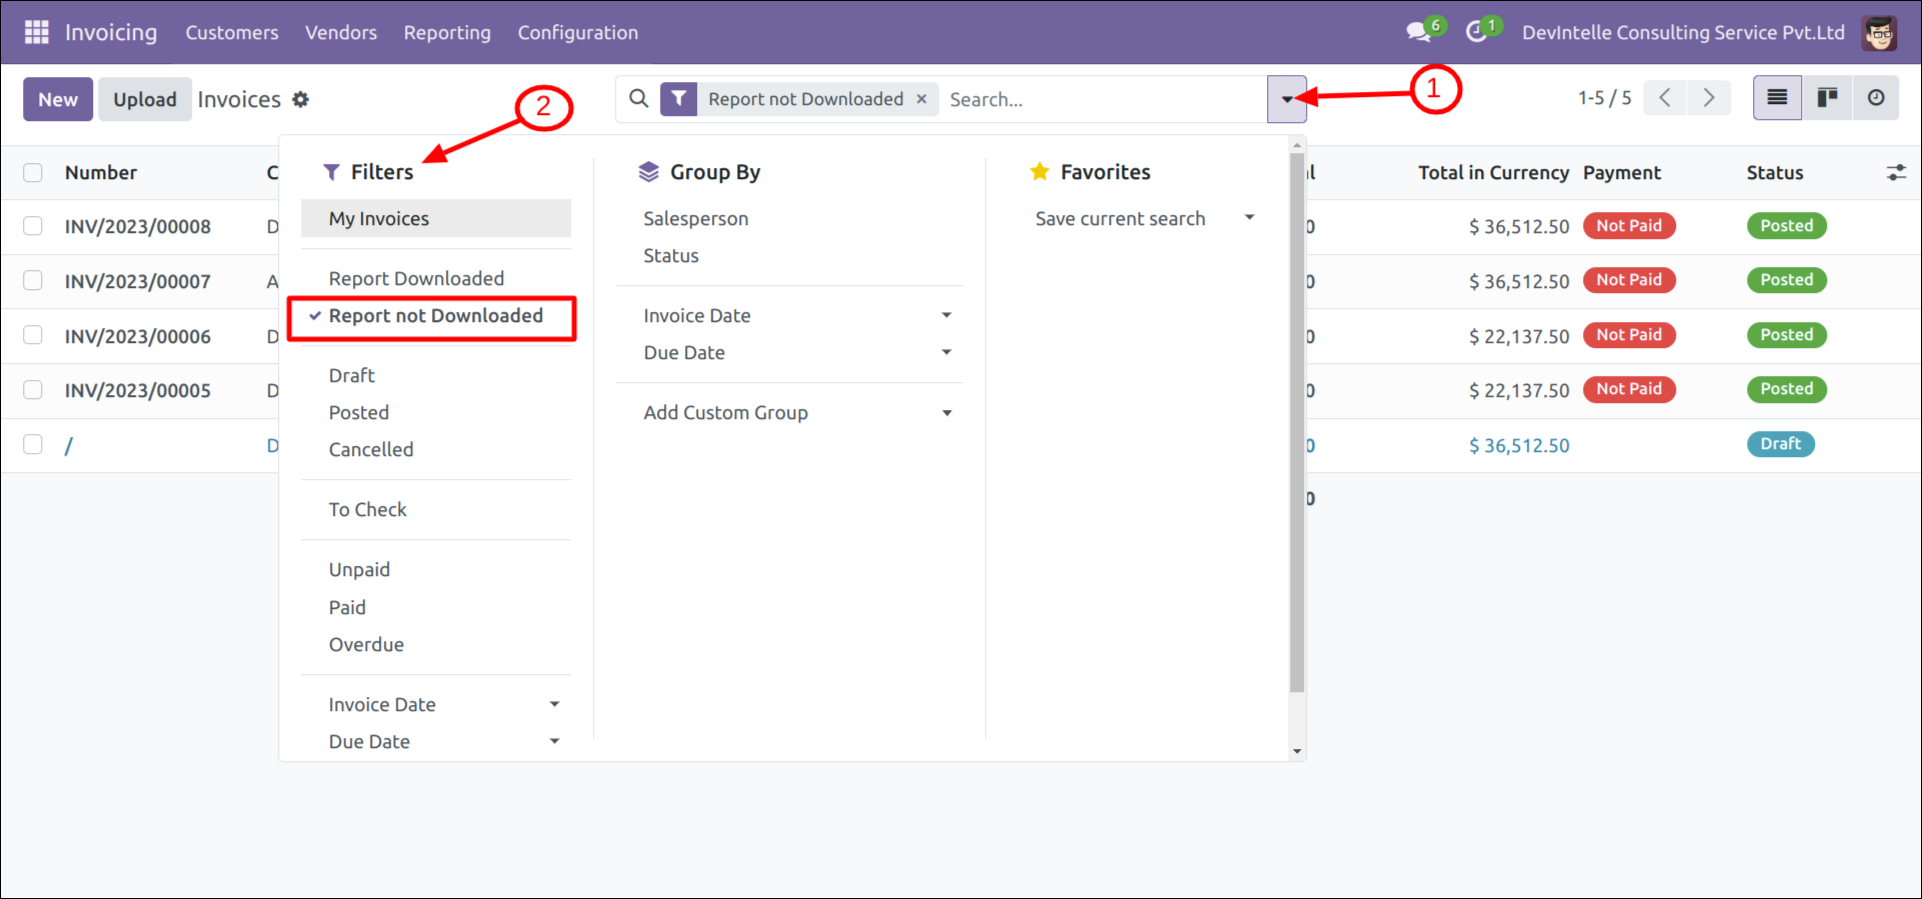 Invoicing Customers Vendors Reporting Configuration 6 1 DevIntelle Consulting Service Pvt.Ltd
New Upload Invoices Report not Downloaded × Search... 1 1-5 / 5
2
Number C Filters Group By Favorites al Total in Currency Payment Status
INV/2023/00008 D My Invoices Salesperson Save current search 0 $ 36,512.50 Not Paid Posted
Status
INV/2023/00007 A Report Downloaded 0 $ 36,512.50 Not Paid Posted
Report not Downloaded Invoice Date
INV/2023/00006 D Due Date 0 $ 22,137.50 Not Paid Posted
INV/2023/00005 D Draft 0 $ 22,137.50 Not Paid Posted
Posted Add Custom Group
/ D Cancelled 0 $ 36,512.50 Draft
0
To Check
Unpaid
Paid
Overdue
Invoice Date
Due Date